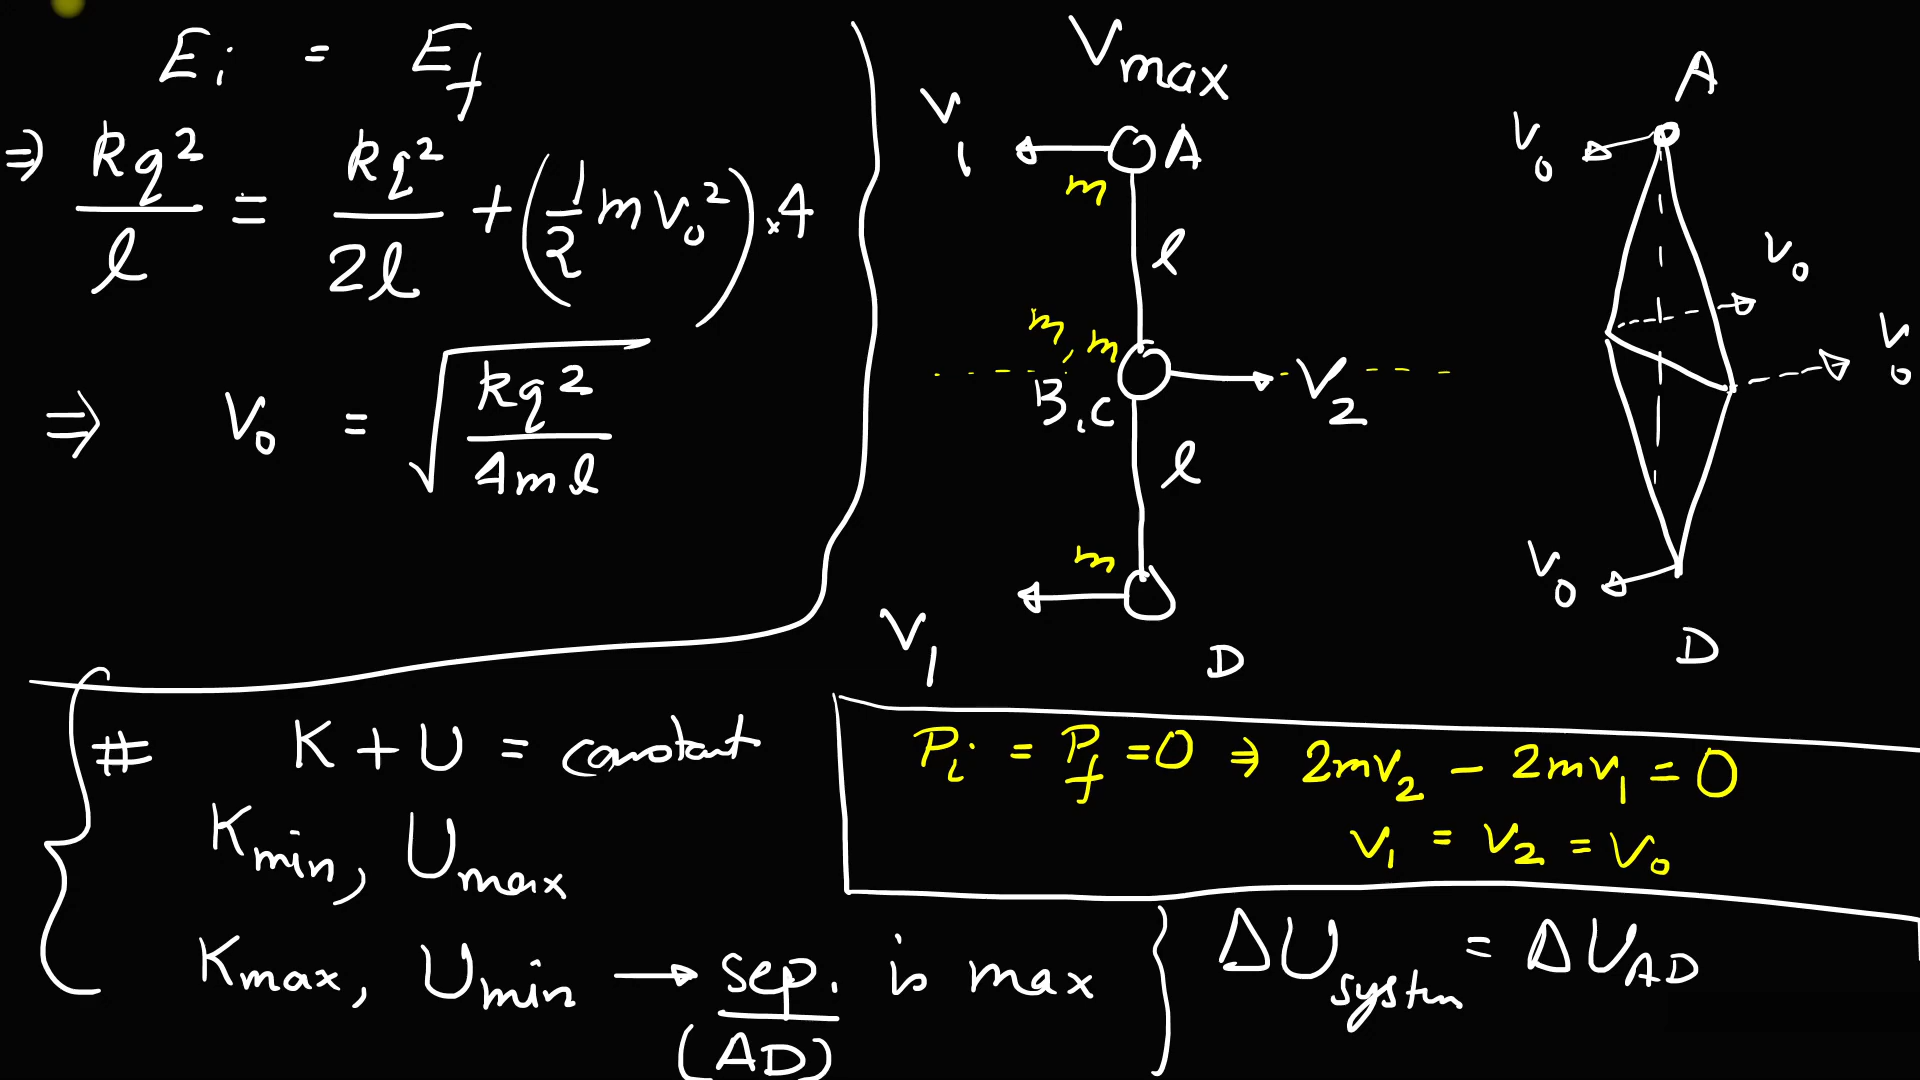 Ei = Ef
⇒ kq²/l = kq²/2l + (1/2 mv₀²)×4
⇒ V₀ = √(kq²/4ml)
Vmax
V₁
A
m
l
m, m
B, C
V₂
l
m
V₁
D
A
V₀
V₀
V₀
V₀
D
# K + U = constant
Kmin, Umax
Kmax, Umin → sep. is max
(AD)
Pi = Pf = 0 ⇒ 2mv₂ - 2mv₁ = 0
V₁ = V₂ = V₀
ΔUsystem = ΔU_AD